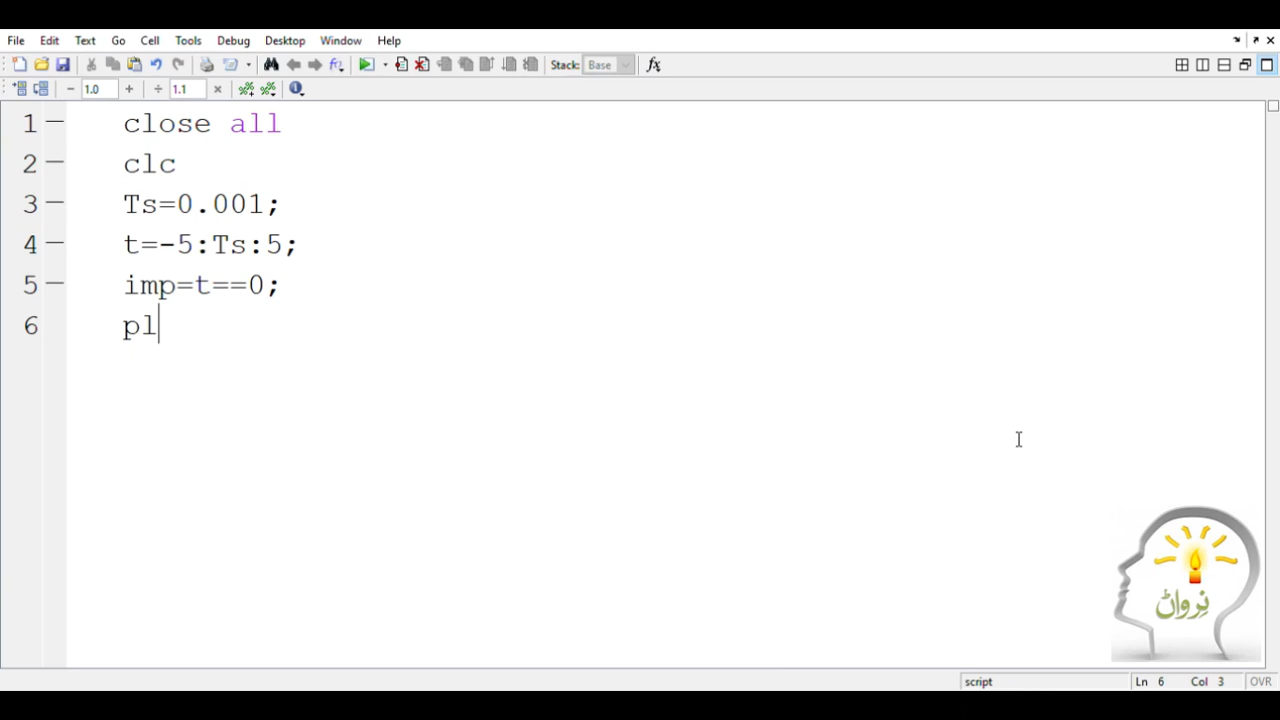 File Edit Text Go Cell Tools Debug Desktop Window Help
Stack: Base fx
− 1.0 + ÷ 1.1 ×
1 close all
2 clc
3 Ts=0.001;
4 t=-5:Ts:5;
5 imp=t==0;
6 pl
نِروان
script Ln 6 Col 3 OVR